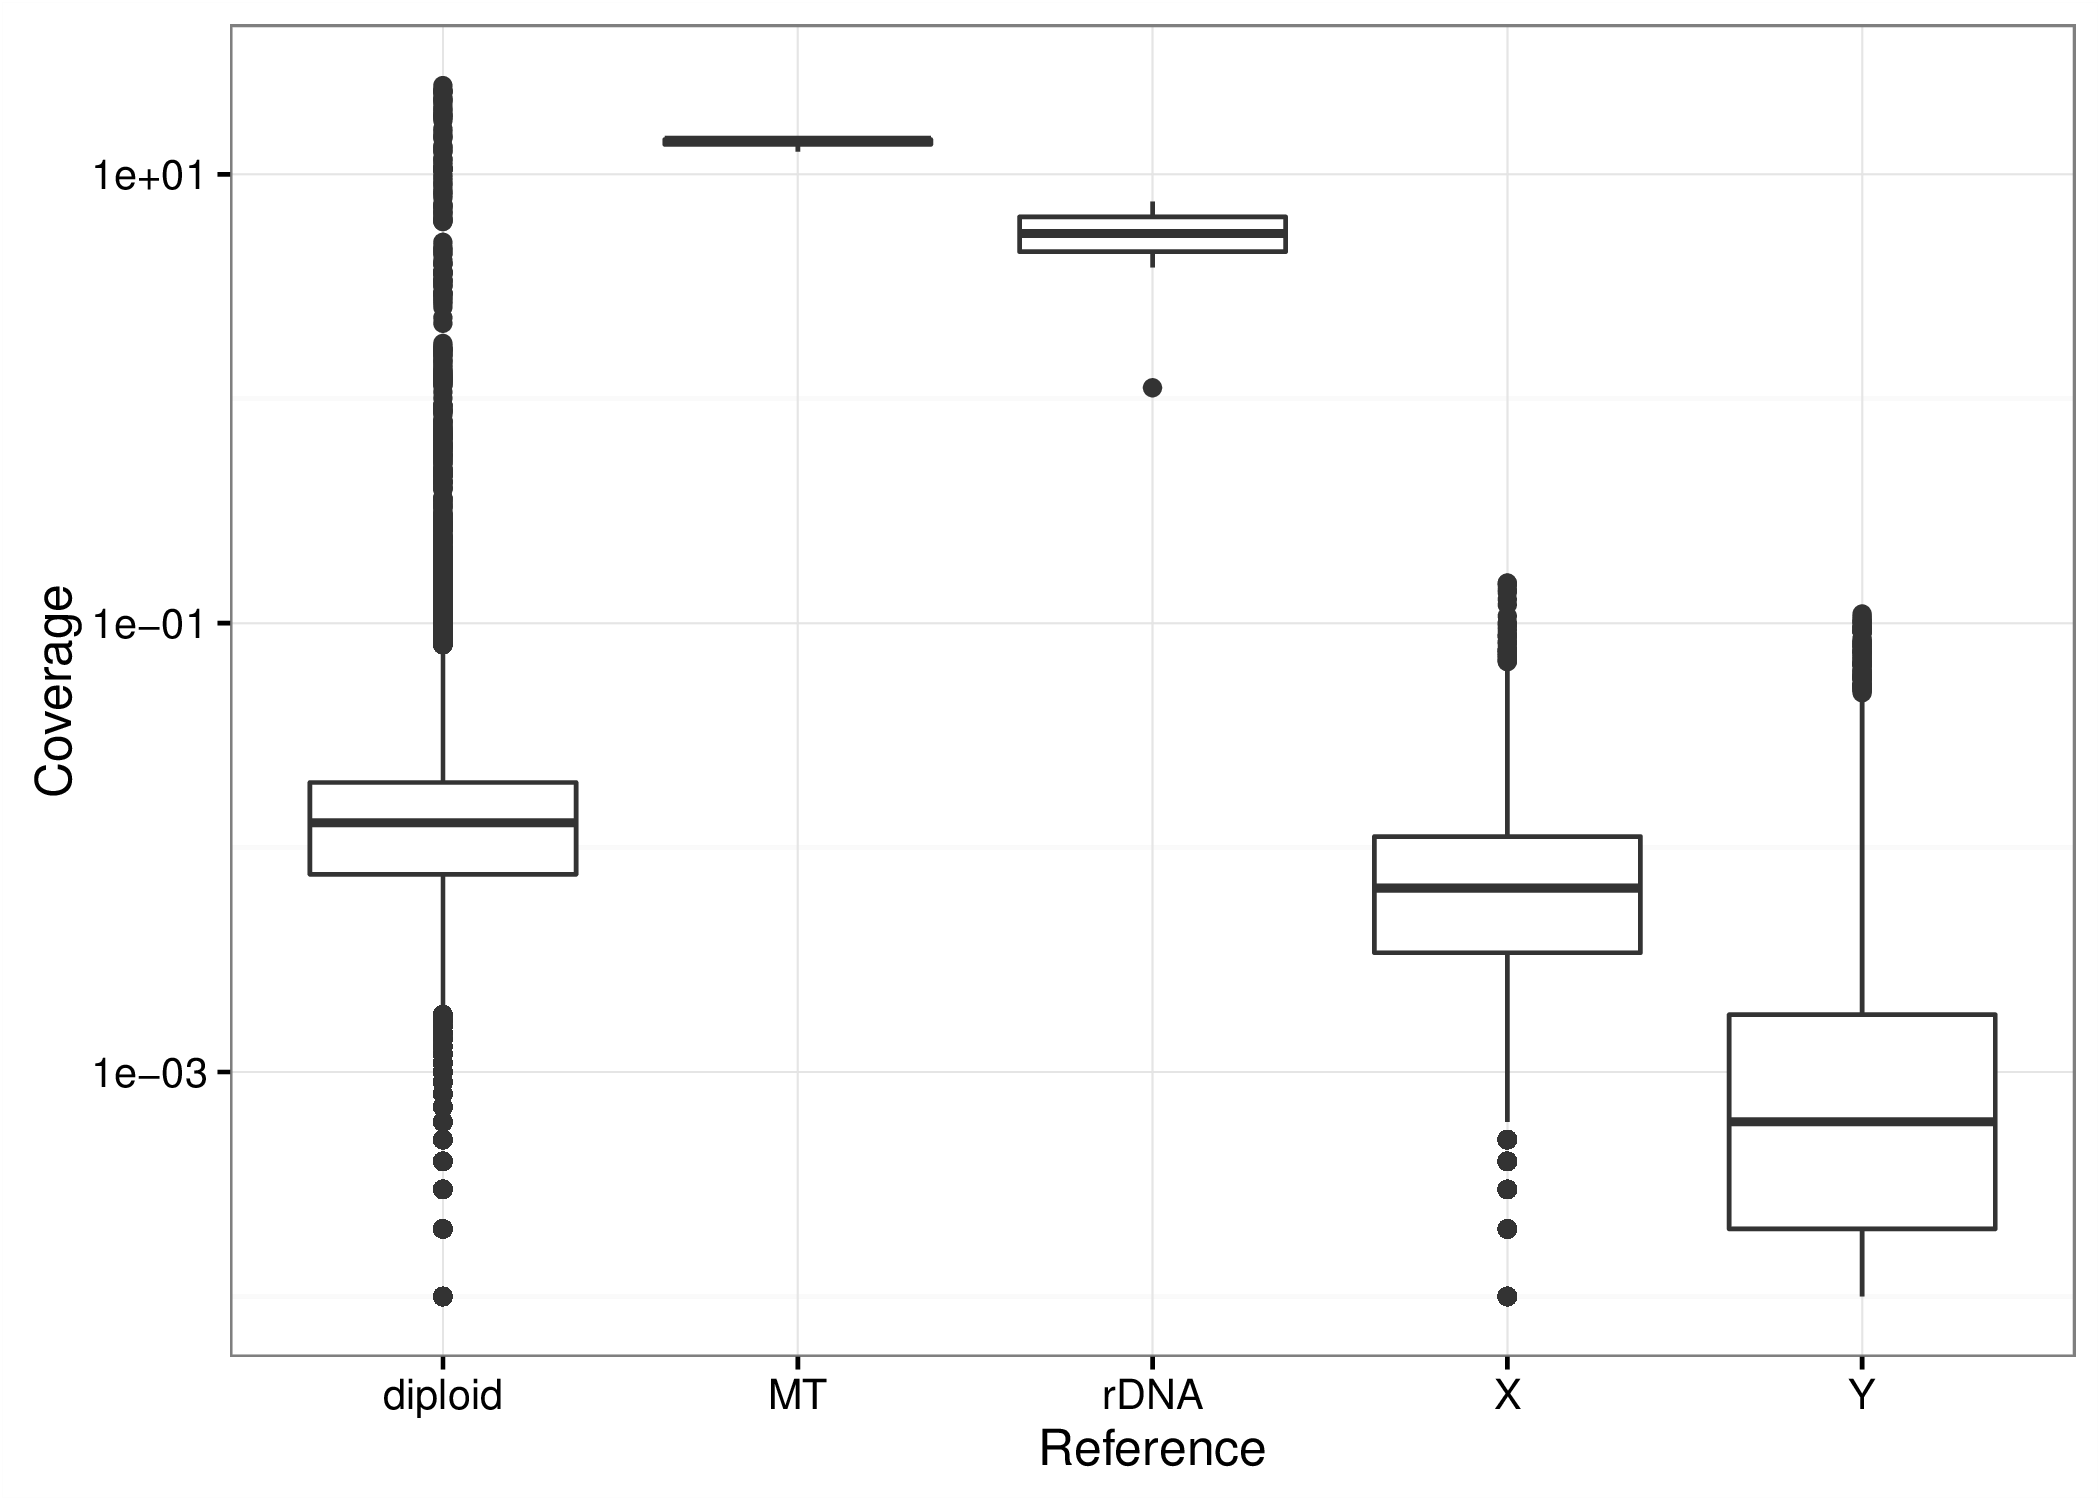 Coverage
1e+01
1e−01
1e−03
diploid MT rDNA X Y
Reference